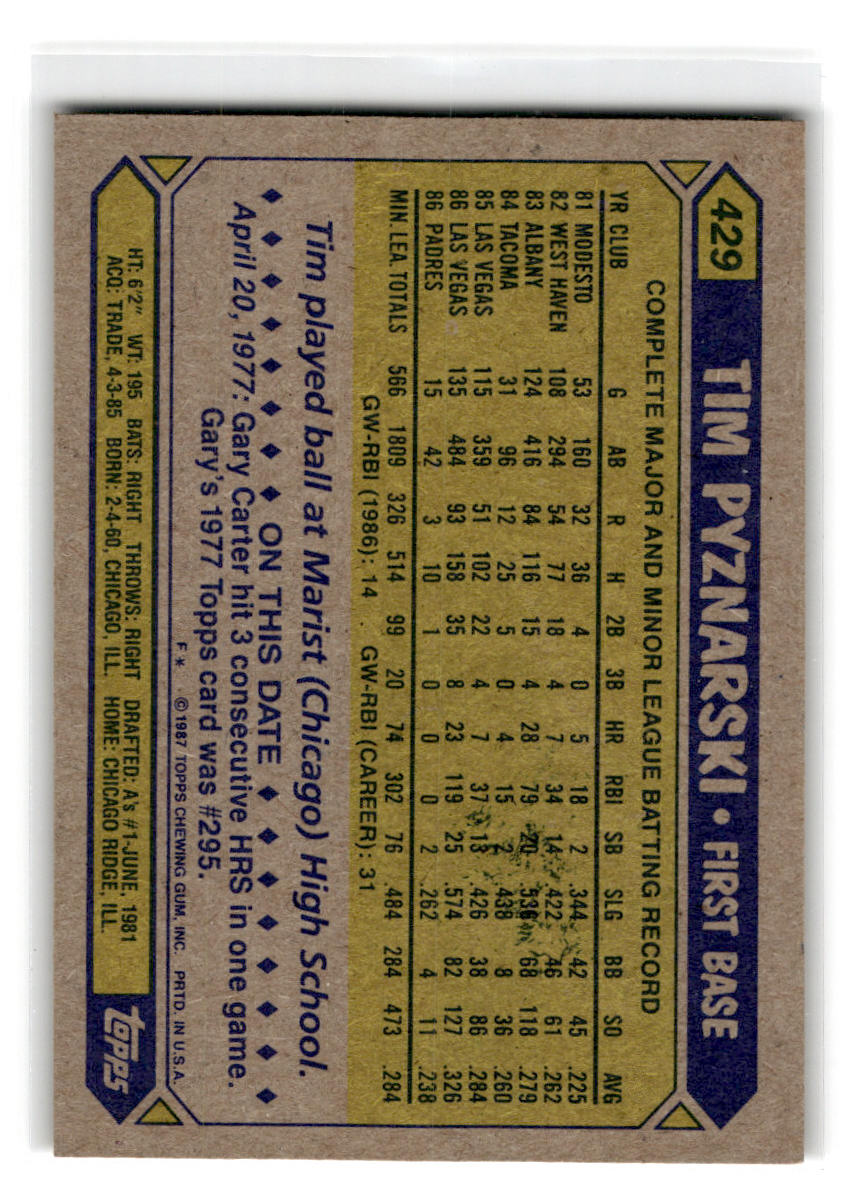 429 TIM PYZNARSKI • FIRST BASE
COMPLETE MAJOR AND MINOR LEAGUE BATTING RECORD
YR CLUB G AB R H 2B 3B HR RBI SB SLG BB SO AVG
81 MODESTO 53 160 32 36 4 0 5 18 2 .344 42 45 .225
82 WEST HAVEN 108 294 54 77 18 4 7 34 14 .422 46 61 .262
83 ALBANY 124 416 84 116 15 4 28 79 20 .536 68 118 .279
84 TACOMA 31 96 12 25 5 0 4 15 2 .438 8 36 .260
85 LAS VEGAS 115 359 51 102 22 4 7 37 13 .426 38 86 .284
86 LAS VEGAS 135 484 93 158 35 8 23 119 25 .574 82 127 .326
86 PADRES 15 42 3 10 1 0 0 0 2 .262 4 11 .238
MIN. LEA. TOTALS 566 1809 326 514 99 20 74 302 76 .484 284 473 .284
GW-RBI (1986): 14 GW-RBI (CAREER): 31
Tim played ball at Marist (Chicago) High School.
ON THIS DATE
April 20, 1977: Gary Carter hit 3 consecutive HRS in one game.
Gary's 1977 Topps card was #295.
F* ©1987 TOPPS CHEWING GUM, INC. PRTD. IN U.S.A.
HT: 6'2" WT: 195 BATS: RIGHT THROWS: RIGHT DRAFTED: A's #1-JUNE, 1981
ACQ: TRADE, 4-3-85 BORN: 2-4-60, CHICAGO, ILL. HOME: CHICAGO RIDGE, ILL.
topps